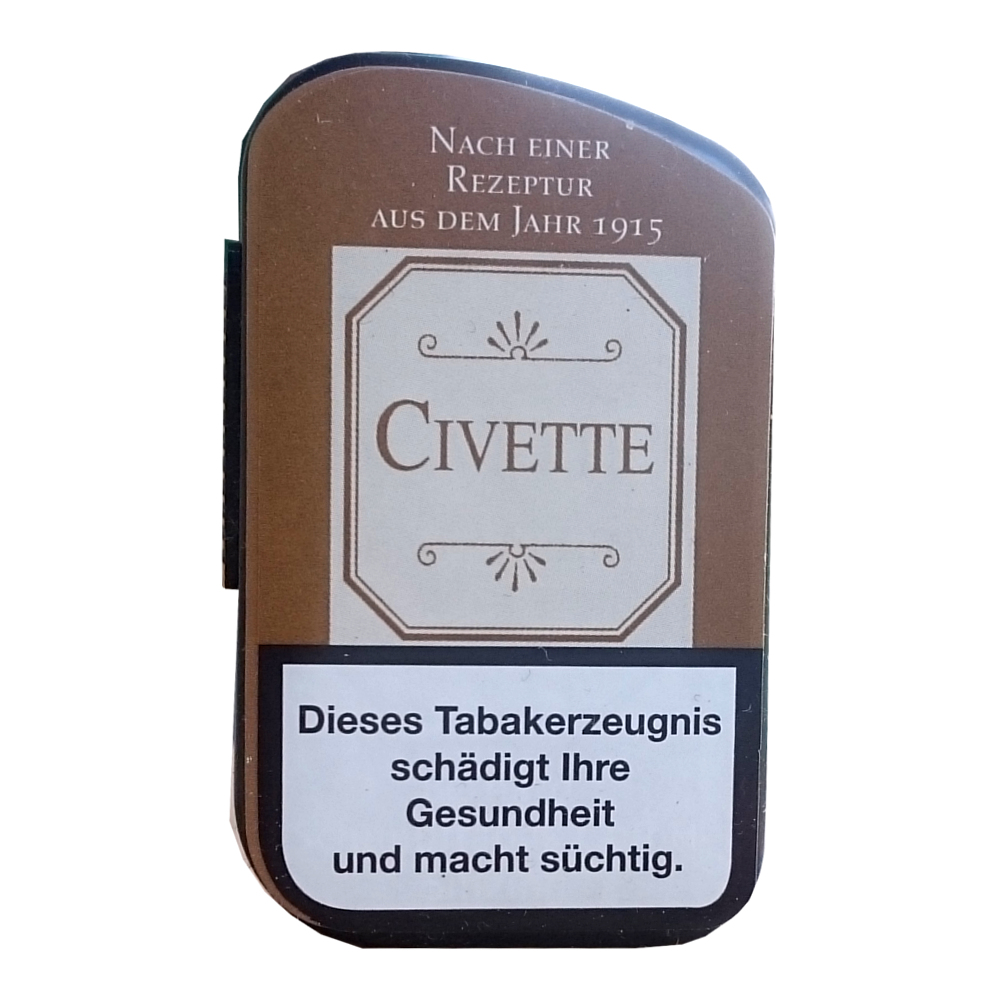 Nach einer
Rezeptur
aus dem Jahr 1915
Civette
Dieses Tabakerzeugnis
schädigt Ihre
Gesundheit
und macht süchtig.